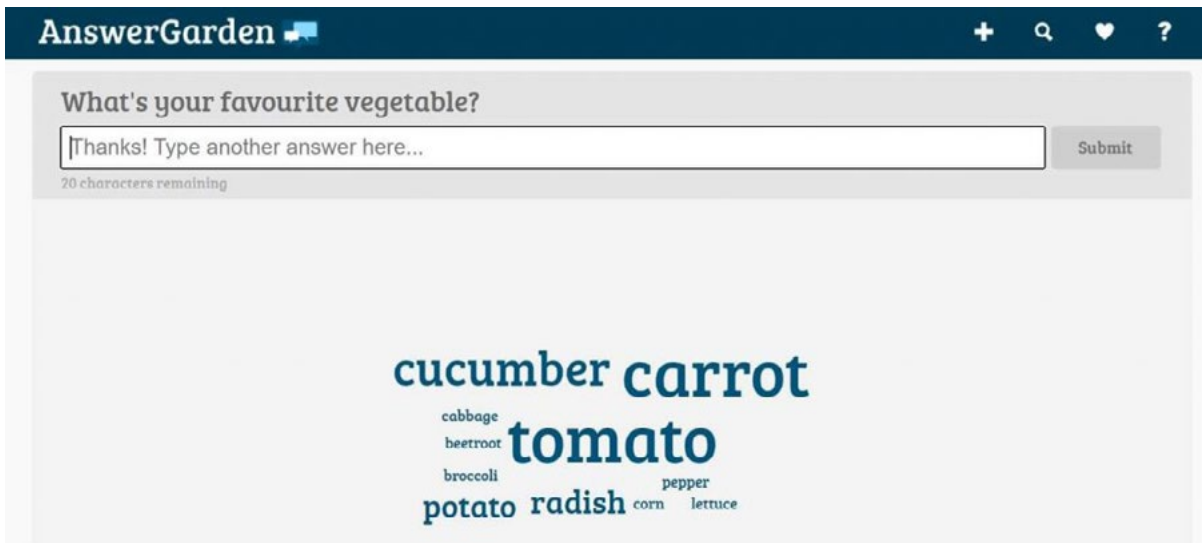 AnswerGarden
?
What's your favourite vegetable?
Thanks! Type another answer here...
Submit
20 characters remaining
cucumber carrot
cabbage
beetroot tomato
broccoli
pepper
potato radish corn lettuce